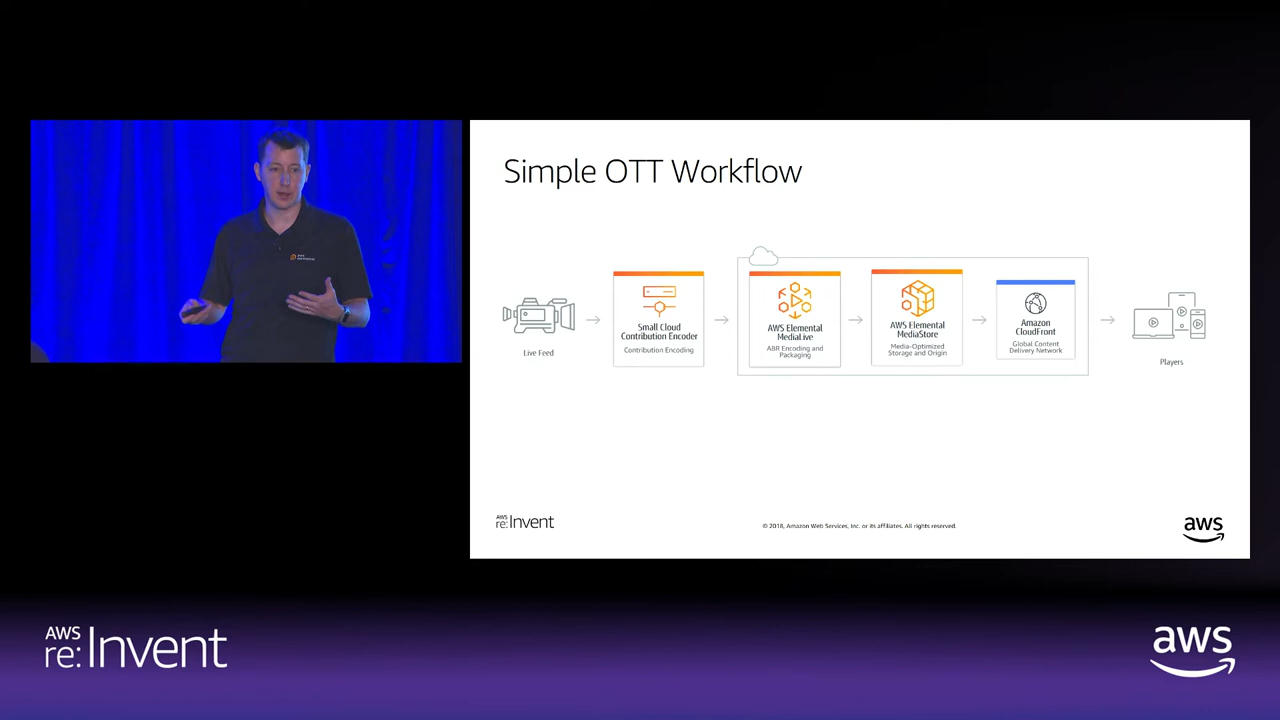 Simple OTT Workflow
Live Feed
Small Cloud
Contribution Encoder
Contribution Encoding
AWS Elemental
MediaLive
ABR Encoding and
Packaging
AWS Elemental
MediaStore
Media-Optimized
Storage and Origin
Amazon
CloudFront
Global Content
Delivery Network
Players
AWS
re:Invent
© 2018, Amazon Web Services, Inc. or its affiliates. All rights reserved.
aws
AWS
re:Invent
aws